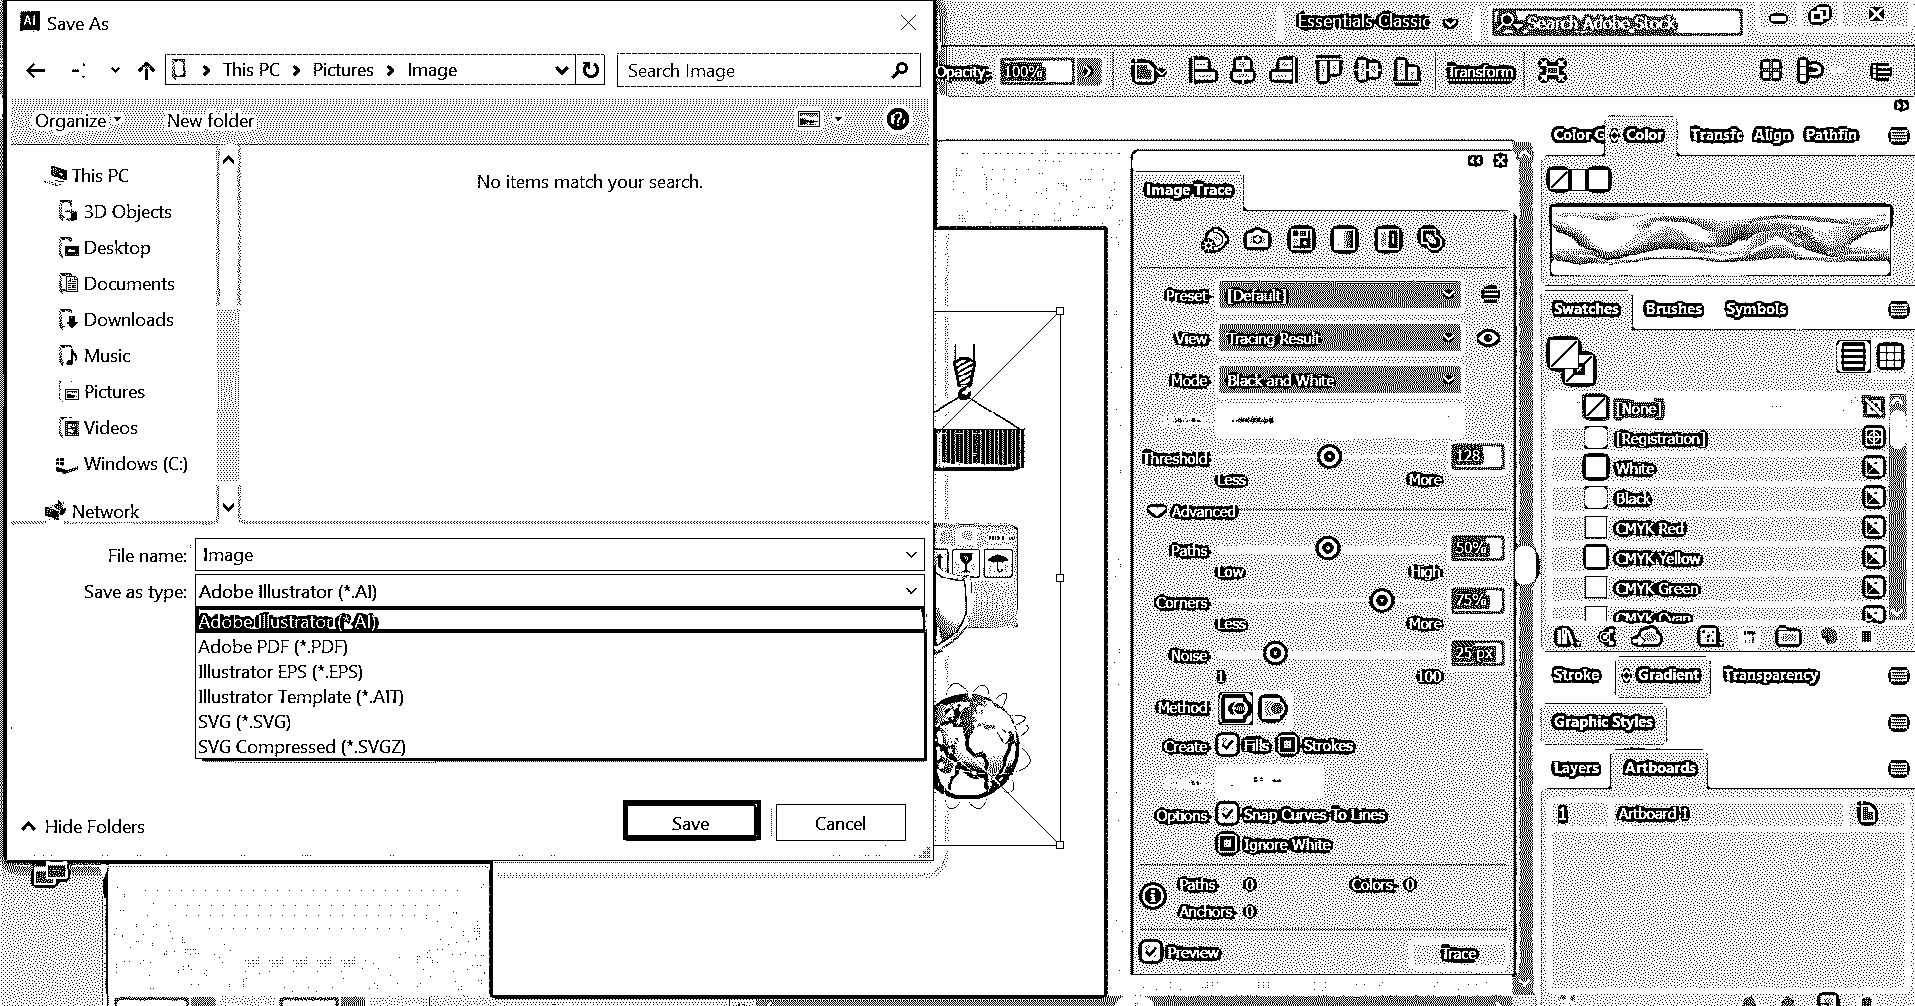 Save As
This PC > Pictures > Image
Search Image
Organize
New folder
This PC
3D Objects
Desktop
Documents
Downloads
Music
Pictures
Videos
Windows (C:)
Network
No items match your search.
File name: Image
Save as type: Adobe Illustrator (*.AI)
Adobe Illustrator (*.AI)
Adobe PDF (*.PDF)
Illustrator EPS (*.EPS)
Illustrator Template (*.AIT)
SVG (*.SVG)
SVG Compressed (*.SVGZ)
Hide Folders
Save
Cancel
Essentials Classic
Search Adobe Stock
Opacity: 100%
Transform
Image Trace
Preset: [Default]
View: Tracing Result
Mode: Black and White
Threshold: 128
Less More
Advanced
Paths: 50%
Low High
Corners: 75%
Less More
Noise: 25 px
1 100
Method:
Create: Fills Strokes
Options: Snap Curves To Lines
Ignore White
Paths: 0 Colors: 0
Anchors: 0
Preview
Trace
Color G Color Transfo Align Pathfin
Swatches Brushes Symbols
[None]
[Registration]
White
Black
CMYK Red
CMYK Yellow
CMYK Green
CMYK Cyan
Stroke Gradient Transparency
Graphic Styles
Layers Artboards
1 Artboard 1